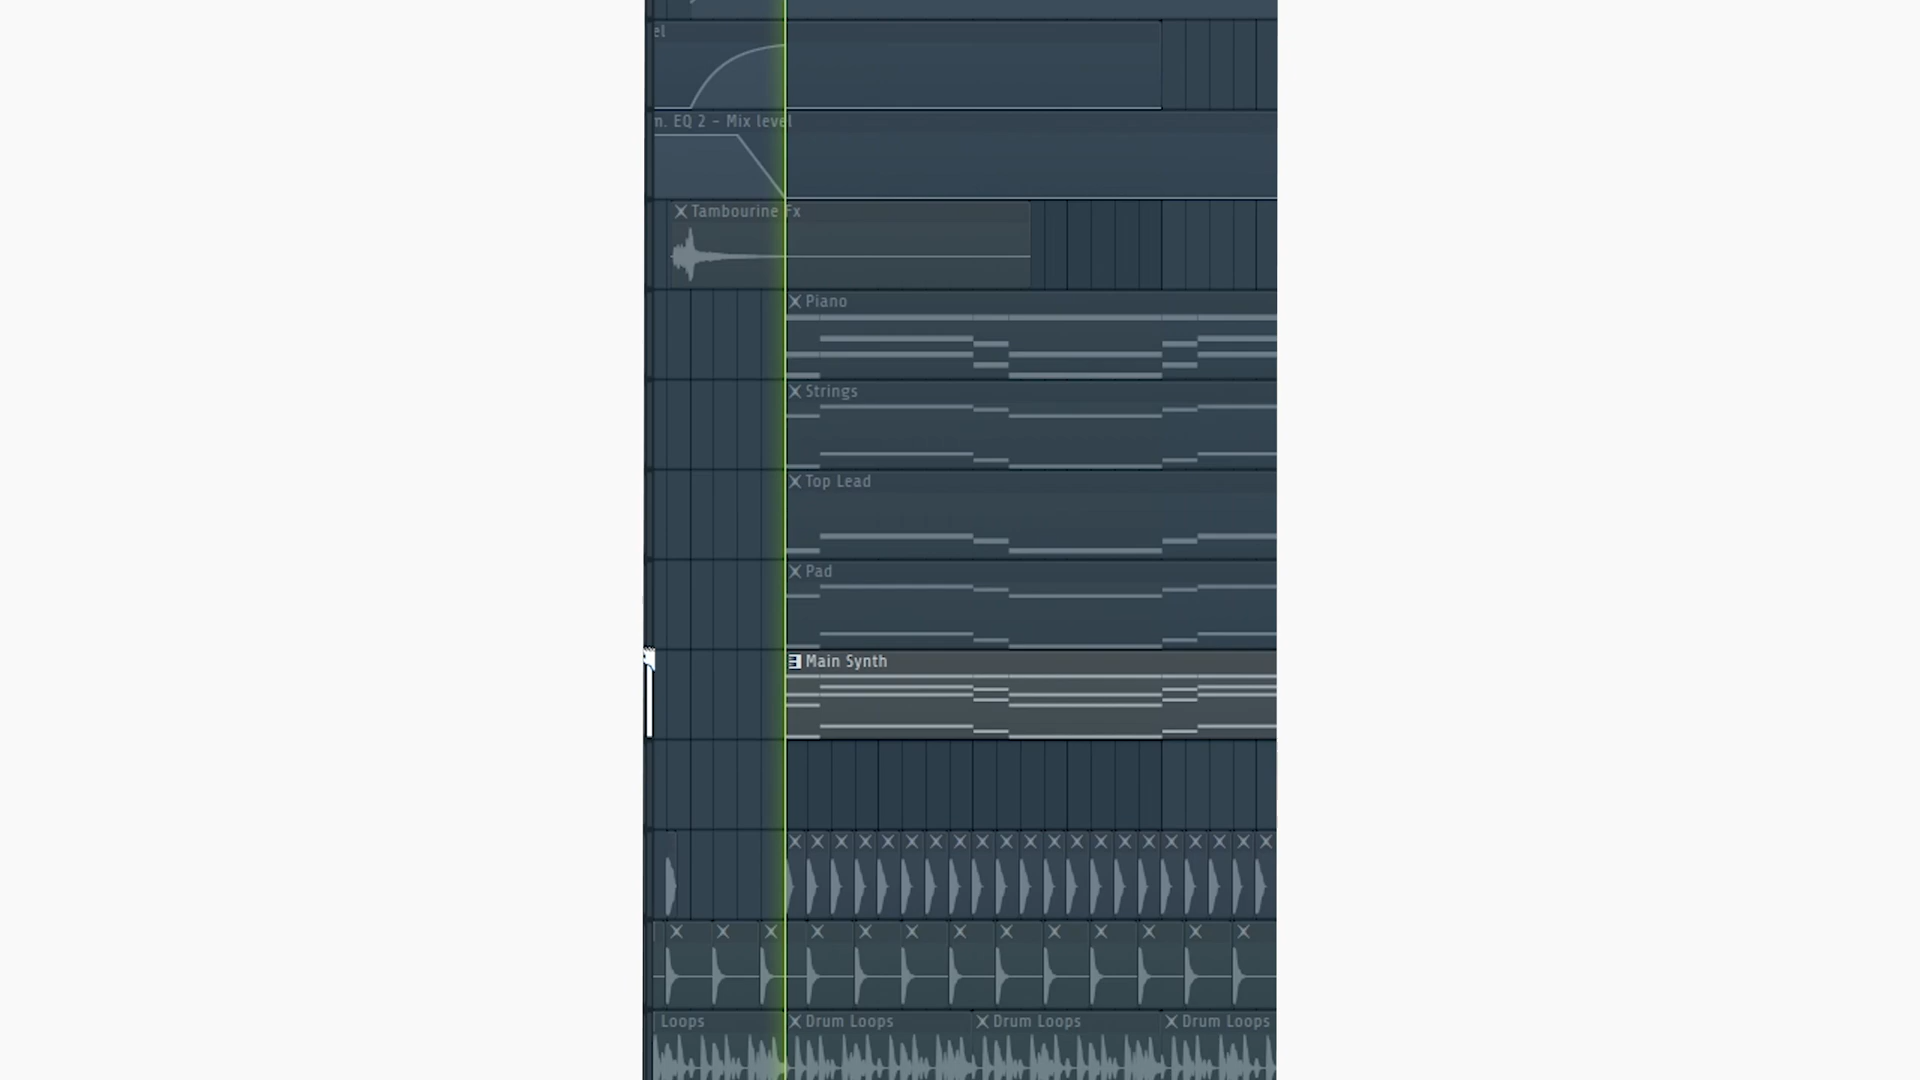 el
m. EQ 2 - Mix level
Tambourine Fx
Piano
Strings
Top Lead
Pad
Main Synth
Loops
Drum Loops
Drum Loops
Drum Loops